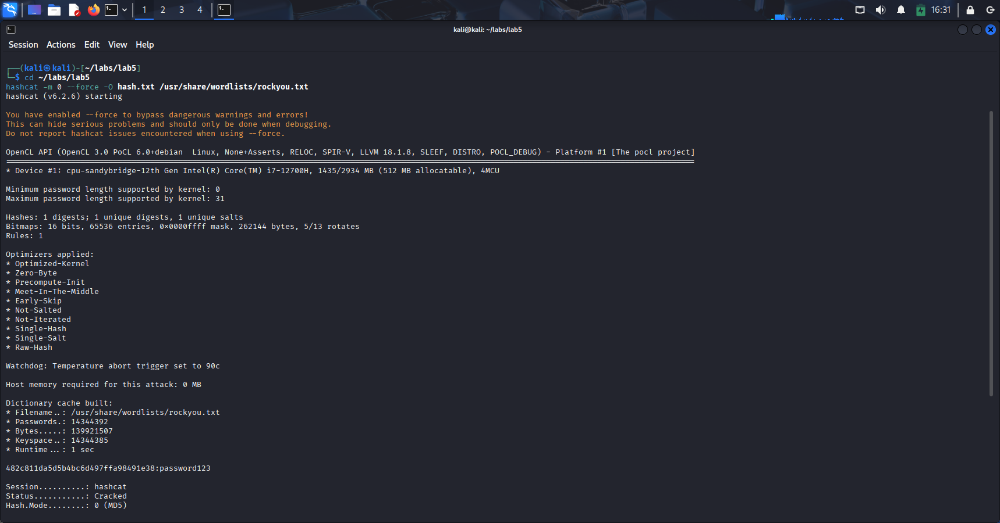 1 2 3 4 16:31
kali@kali: ~/labs/lab5
Session Actions Edit View Help
┌──(kali㉿kali)-[~/labs/lab5]
└─$ cd ~/labs/lab5
hashcat -m 0 --force -O hash.txt /usr/share/wordlists/rockyou.txt
hashcat (v6.2.6) starting
You have enabled --force to bypass dangerous warnings and errors!
This can hide serious problems and should only be done when debugging.
Do not report hashcat issues encountered when using --force.
OpenCL API (OpenCL 3.0 PoCL 6.0+debian  Linux, None+Asserts, RELOC, SPIR-V, LLVM 18.1.8, SLEEF, DISTRO, POCL_DEBUG) - Platform #1 [The pocl project]
* Device #1: cpu-sandybridge-12th Gen Intel(R) Core(TM) i7-12700H, 1435/2934 MB (512 MB allocatable), 4MCU
Minimum password length supported by kernel: 0
Maximum password length supported by kernel: 31
Hashes: 1 digests; 1 unique digests, 1 unique salts
Bitmaps: 16 bits, 65536 entries, 0x0000ffff mask, 262144 bytes, 5/13 rotates
Rules: 1
Optimizers applied:
* Optimized-Kernel
* Zero-Byte
* Precompute-Init
* Meet-In-The-Middle
* Early-Skip
* Not-Salted
* Not-Iterated
* Single-Hash
* Single-Salt
* Raw-Hash
Watchdog: Temperature abort trigger set to 90c
Host memory required for this attack: 0 MB
Dictionary cache built:
* Filename..: /usr/share/wordlists/rockyou.txt
* Passwords.: 14344392
* Bytes.....: 139921507
* Keyspace..: 14344385
* Runtime...: 1 sec
482c811da5d5b4bc6d497ffa98491e38:password123
Session..........: hashcat
Status...........: Cracked
Hash.Mode........: 0 (MD5)